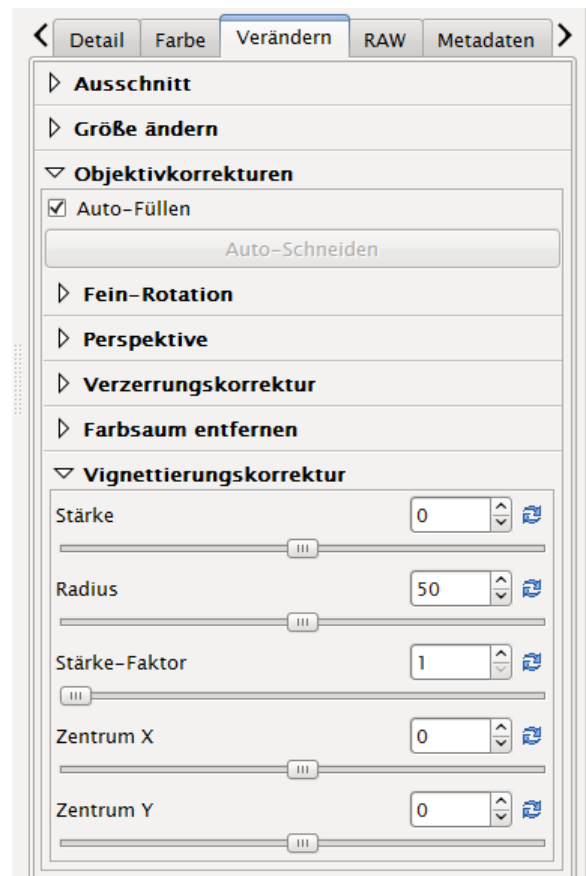 Detail Farbe Verändern RAW Metadaten
Ausschnitt
Größe ändern
Objektivkorrekturen
Auto-Füllen
Auto-Schneiden
Fein-Rotation
Perspektive
Verzerrungskorrektur
Farbsaum entfernen
Vignettierungskorrektur
Stärke 0
Radius 50
Stärke-Faktor 1
Zentrum X 0
Zentrum Y 0